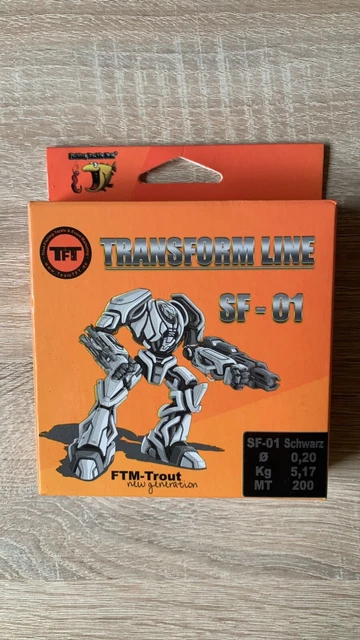 TFT
TRANSFORM LINE
SF - 01
SF-01 Schwarz
Ø 0,20
Kg 5,17
MT 200
FTM-Trout
new generation